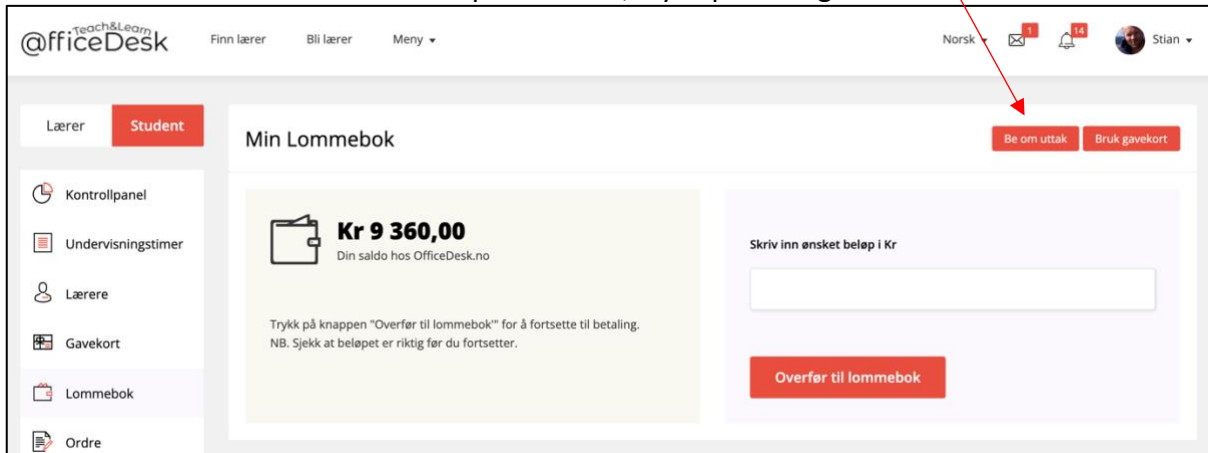 Teach&Learn
@fficeDesk
Finn lærer Bli lærer Meny
Norsk 1 14 Stian
Lærer Student
Min Lommebok
Be om uttak Bruk gavekort
Kontrollpanel
Undervisningstimer
Lærere
Gavekort
Lommebok
Ordre
Kr 9 360,00
Din saldo hos OfficeDesk.no
Trykk på knappen "Overfør til lommebok'" for å fortsette til betaling.
NB. Sjekk at beløpet er riktig før du fortsetter.
Skriv inn ønsket beløp i Kr
Overfør til lommebok